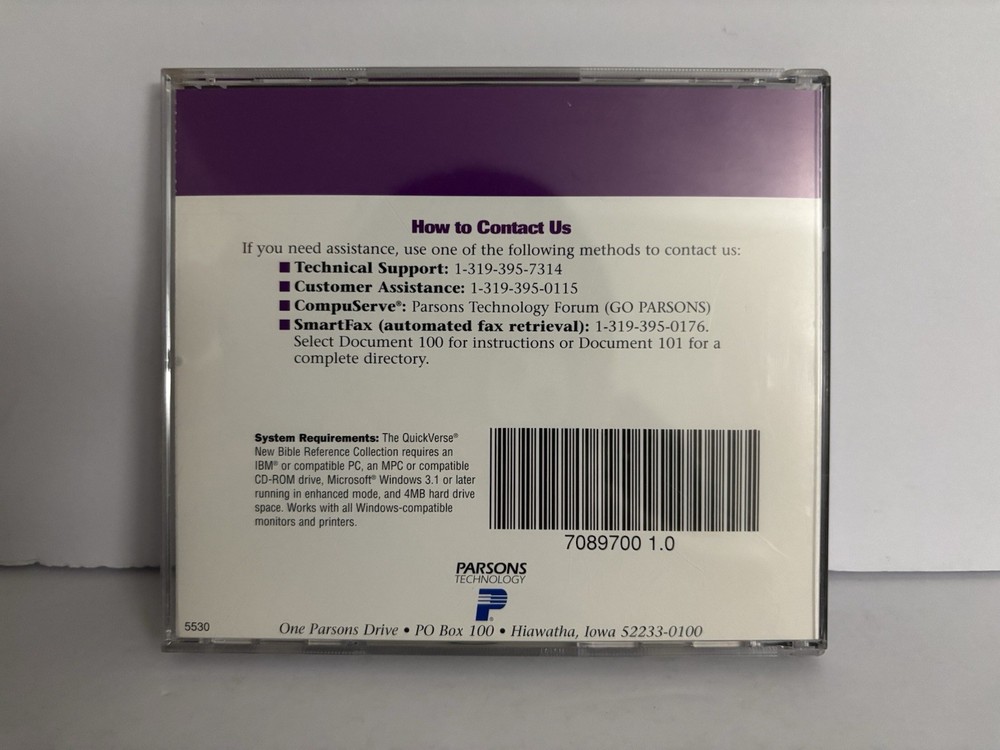 How to Contact Us
If you need assistance, use one of the following methods to contact us:
■ Technical Support: 1-319-395-7314
■ Customer Assistance: 1-319-395-0115
■ CompuServe®: Parsons Technology Forum (GO PARSONS)
■ SmartFax (automated fax retrieval): 1-319-395-0176.
Select Document 100 for instructions or Document 101 for a
complete directory.
System Requirements: The QuickVerse®
New Bible Reference Collection requires an
IBM® or compatible PC, an MPC or compatible
CD-ROM drive, Microsoft® Windows 3.1 or later
running in enhanced mode, and 4MB hard drive
space. Works with all Windows-compatible
monitors and printers.
7089700 1.0
PARSONS
TECHNOLOGY
P®
5530
One Parsons Drive • PO Box 100 • Hiawatha, Iowa 52233-0100